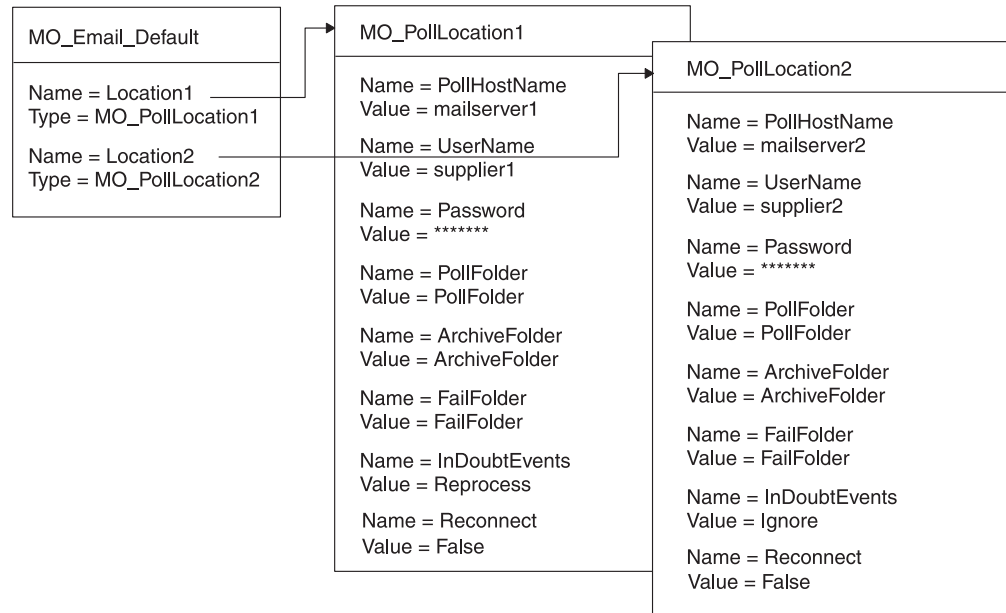 MO_Email_Default
Name = Location1
Type = MO_PollLocation1
Name = Location2
Type = MO_PollLocation2
MO_PollLocation1
Name = PollHostName
Value = mailserver1
Name = UserName
Value = supplier1
Name = Password
Value = *******
Name = PollFolder
Value = PollFolder
Name = ArchiveFolder
Value = ArchiveFolder
Name = FailFolder
Value = FailFolder
Name = InDoubtEvents
Value = Reprocess
Name = Reconnect
Value = False
MO_PollLocation2
Name = PollHostName
Value = mailserver2
Name = UserName
Value = supplier2
Name = Password
Value = *******
Name = PollFolder
Value = PollFolder
Name = ArchiveFolder
Value = ArchiveFolder
Name = FailFolder
Value = FailFolder
Name = InDoubtEvents
Value = Ignore
Name = Reconnect
Value = False